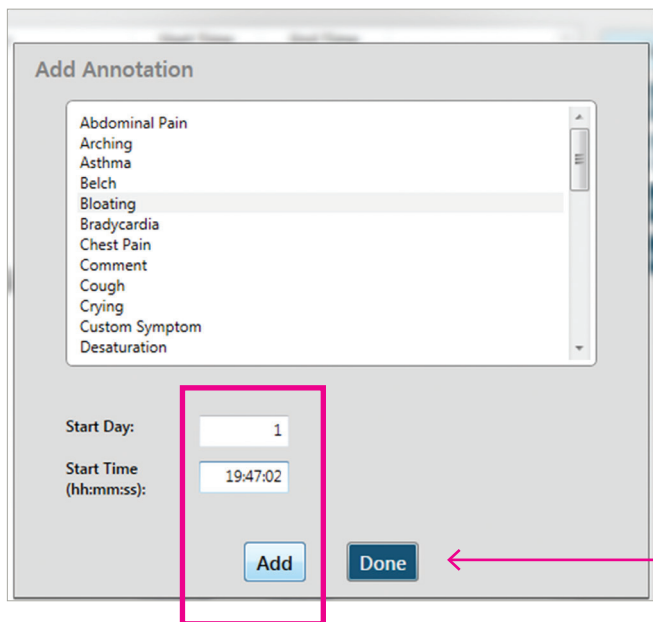 Add Annotation
Abdominal Pain
Arching
Asthma
Belch
Bloating
Bradycardia
Chest Pain
Comment
Cough
Crying
Custom Symptom
Desaturation
Start Day: 1
Start Time 19:47:02
(hh:mm:ss):
Add Done